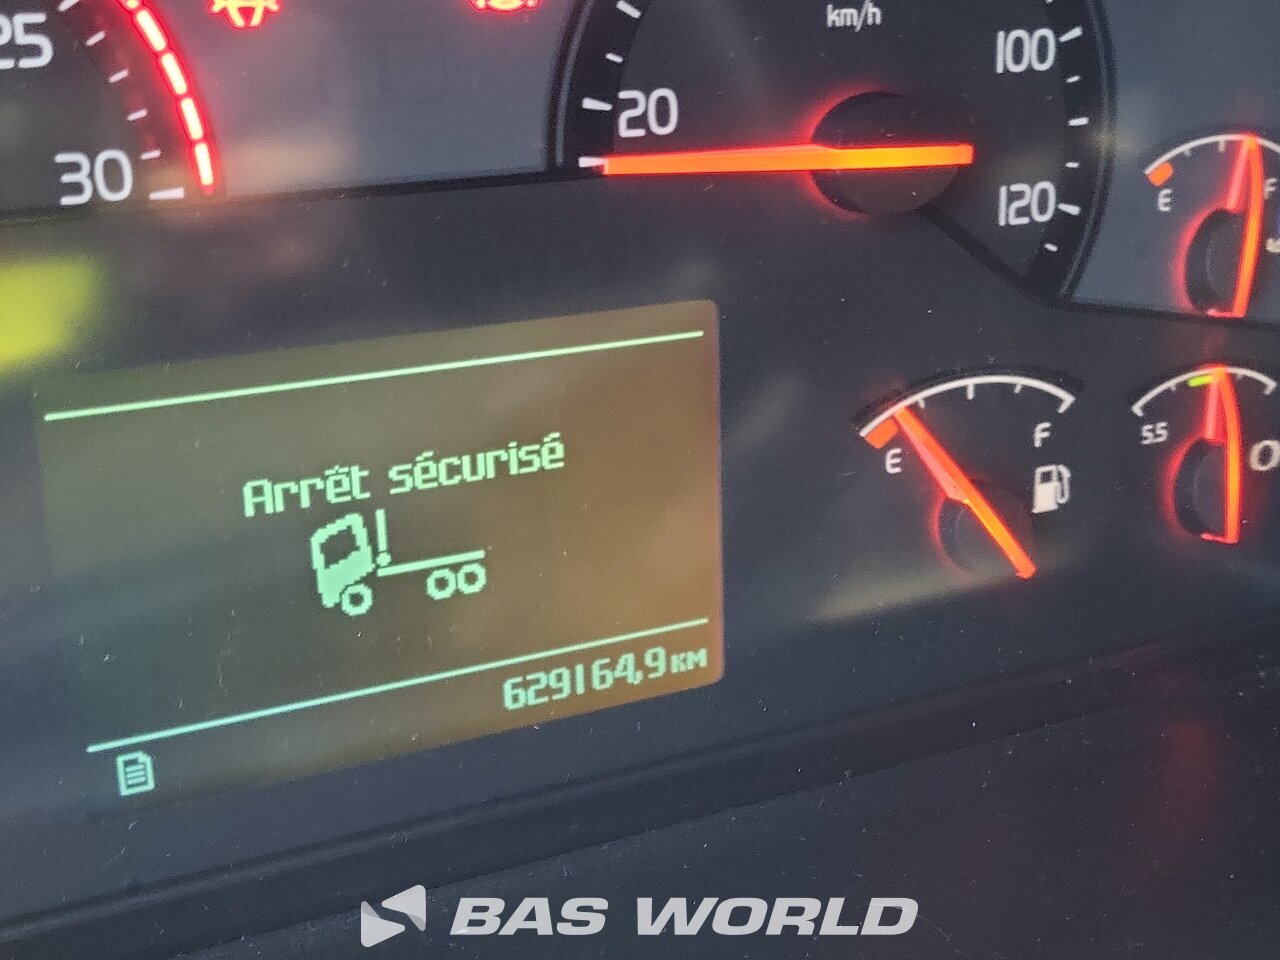 km/h
25
100
20
30
120
E
F
Arrêt sécurisé
F
E
5.5
629164,9 KM
BAS WORLD